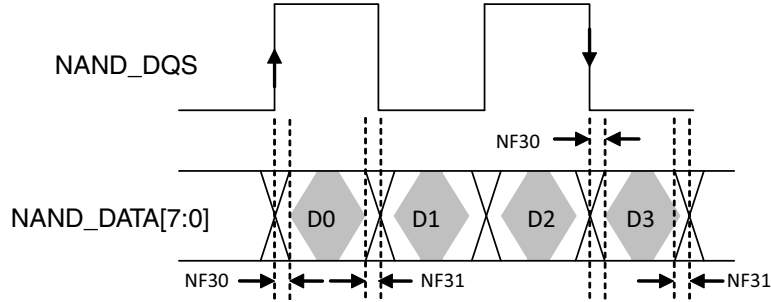 NAND_DQS
NF30
NAND_DATA[7:0]
D0 D1 D2 D3
NF30 NF31 NF31